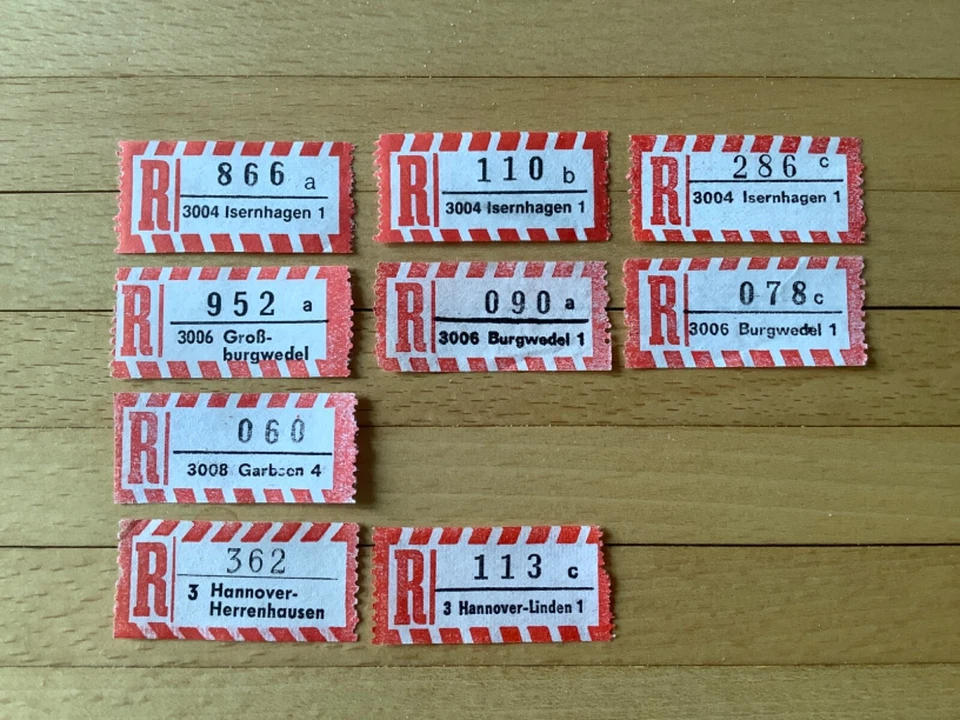 R 866 a
3004 Isernhagen 1
R 110 b
3004 Isernhagen 1
R 286 c
3004 Isernhagen 1
R 952 a
3006 Groß-
burgwedel
R 090 a
3006 Burgwedel 1
R 078 c
3006 Burgwedel 1
R 060
3008 Garbsen 4
R 362
3 Hannover-
Herrenhausen
R 113 c
3 Hannover-Linden 1